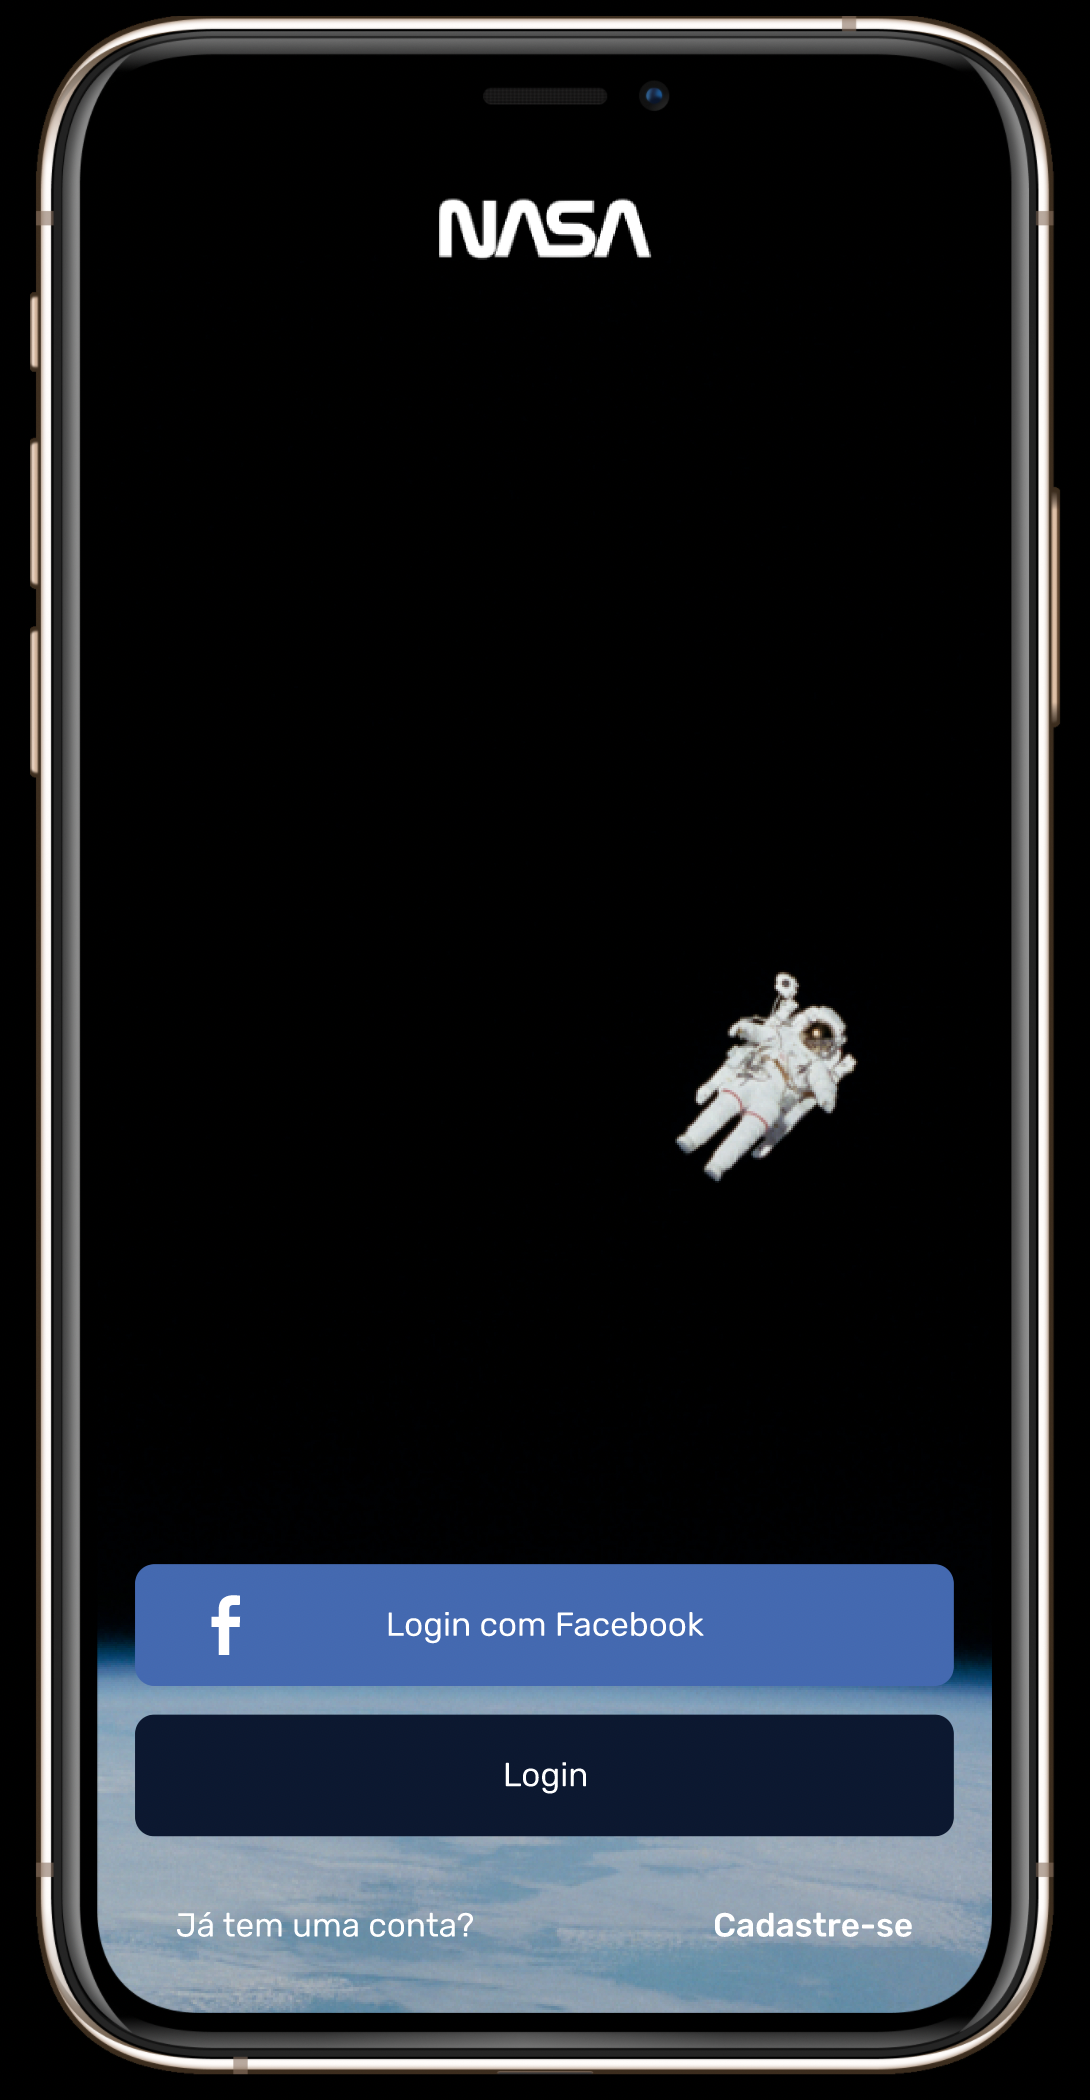 NASA
Login com Facebook
Login
Já tem uma conta?
Cadastre-se